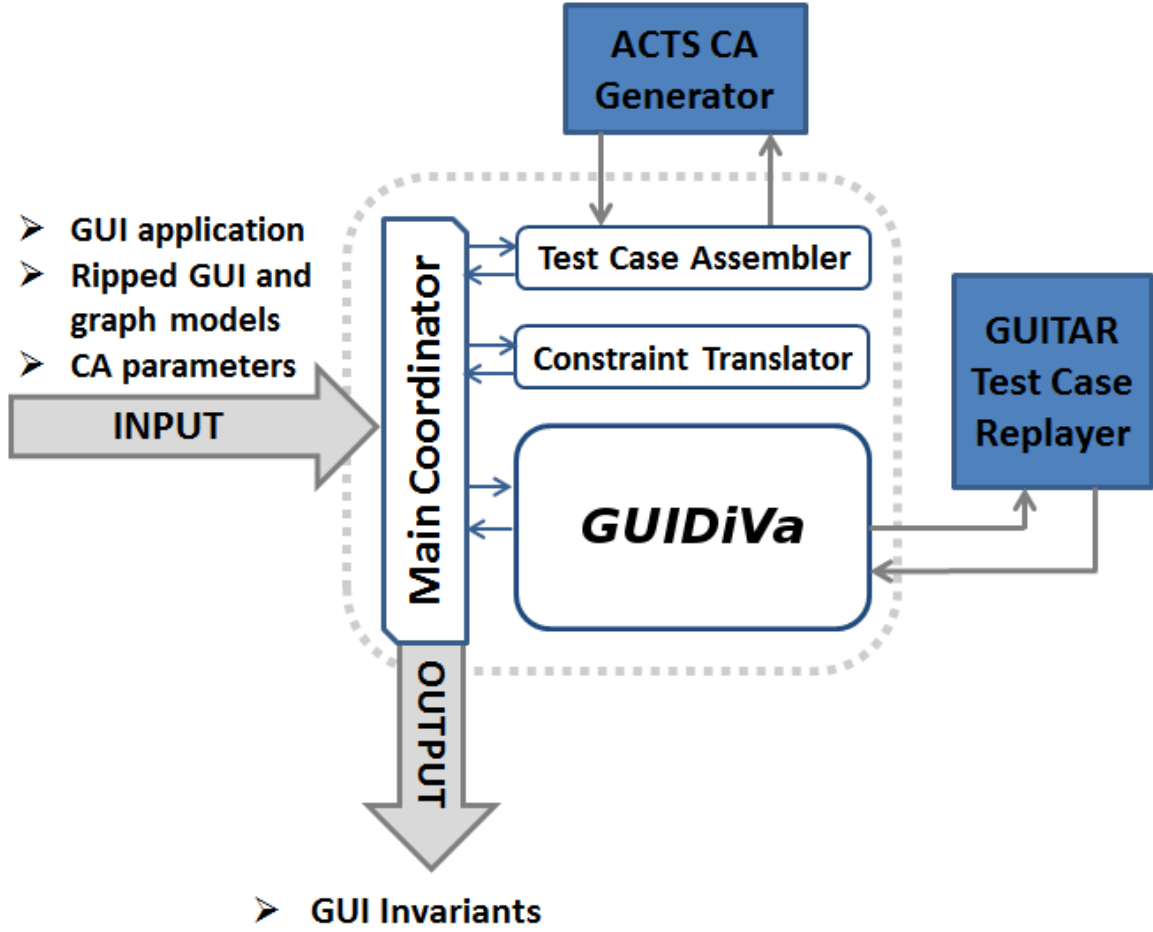 ACTS CA
Generator
➢ GUI application
➢ Ripped GUI and
graph models
➢ CA parameters
INPUT
Main Coordinator
Test Case Assembler
Constraint Translator
GUIDiVa
GUITAR
Test Case
Replayer
OUTPUT
➢ GUI Invariants